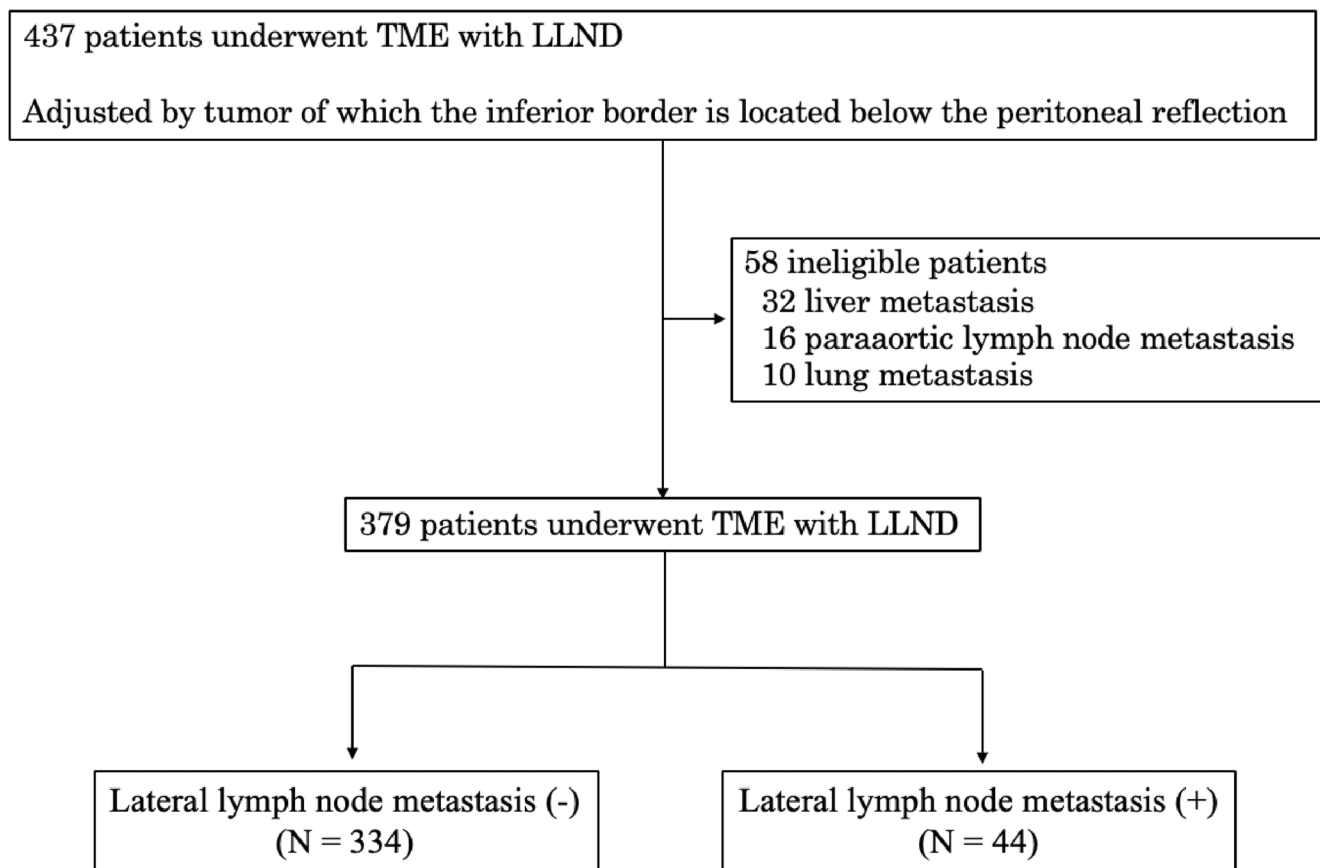 437 patients underwent TME with LLND
Adjusted by tumor of which the inferior border is located below the peritoneal reflection
58 ineligible patients
32 liver metastasis
16 paraaortic lymph node metastasis
10 lung metastasis
379 patients underwent TME with LLND
Lateral lymph node metastasis (-)
(N = 334)
Lateral lymph node metastasis (+)
(N = 44)